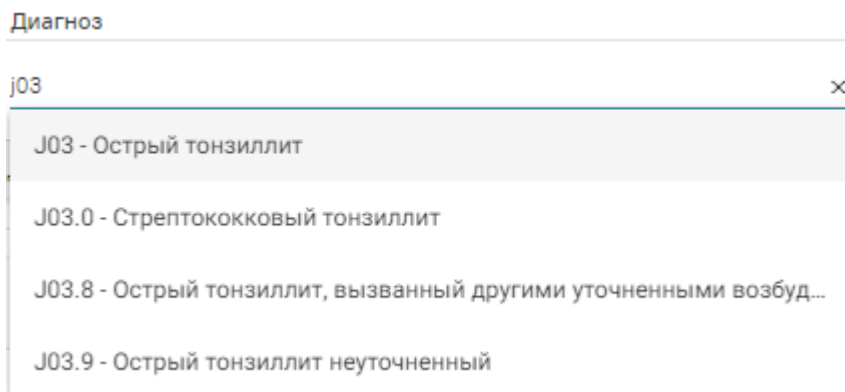 Диагноз
j03
J03 - Острый тонзиллит
J03.0 - Стрептококковый тонзиллит
J03.8 - Острый тонзиллит, вызванный другими уточненными возбуд...
J03.9 - Острый тонзиллит неуточненный